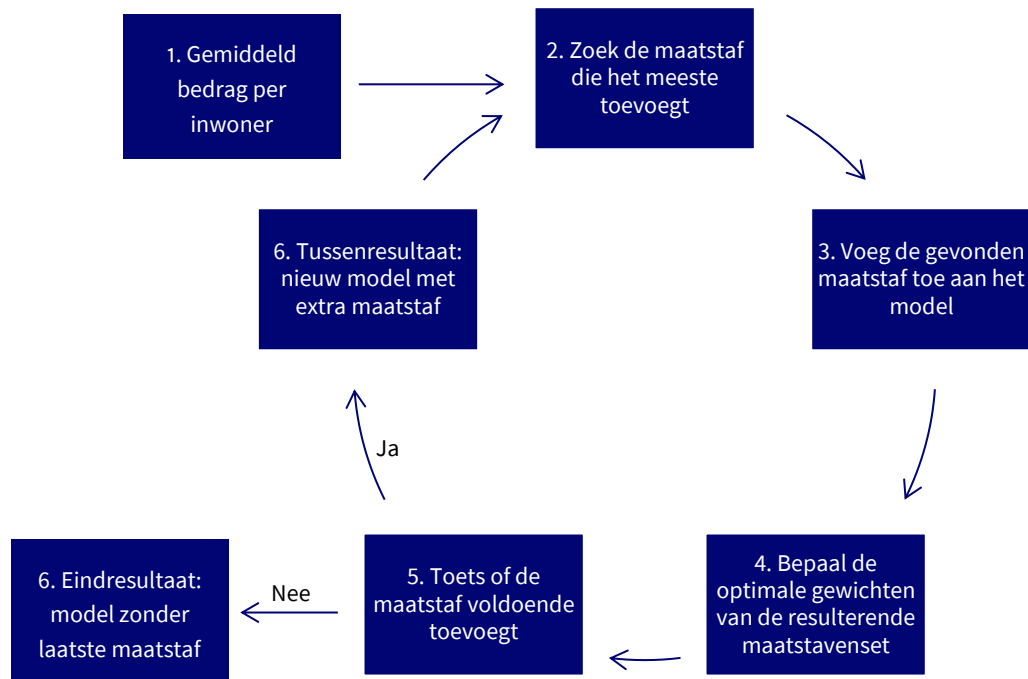 1. Gemiddeld
bedrag per
inwoner
2. Zoek de maatstaf
die het meeste
toevoegt
3. Voeg de gevonden
maatstaf toe aan het
model
4. Bepaal de
optimale gewichten
van de resulterende
maatstavenset
5. Toets of de
maatstaf voldoende
toevoegt
Ja
6. Tussenresultaat:
nieuw model met
extra maatstaf
Nee
6. Eindresultaat:
model zonder
laatste maatstaf